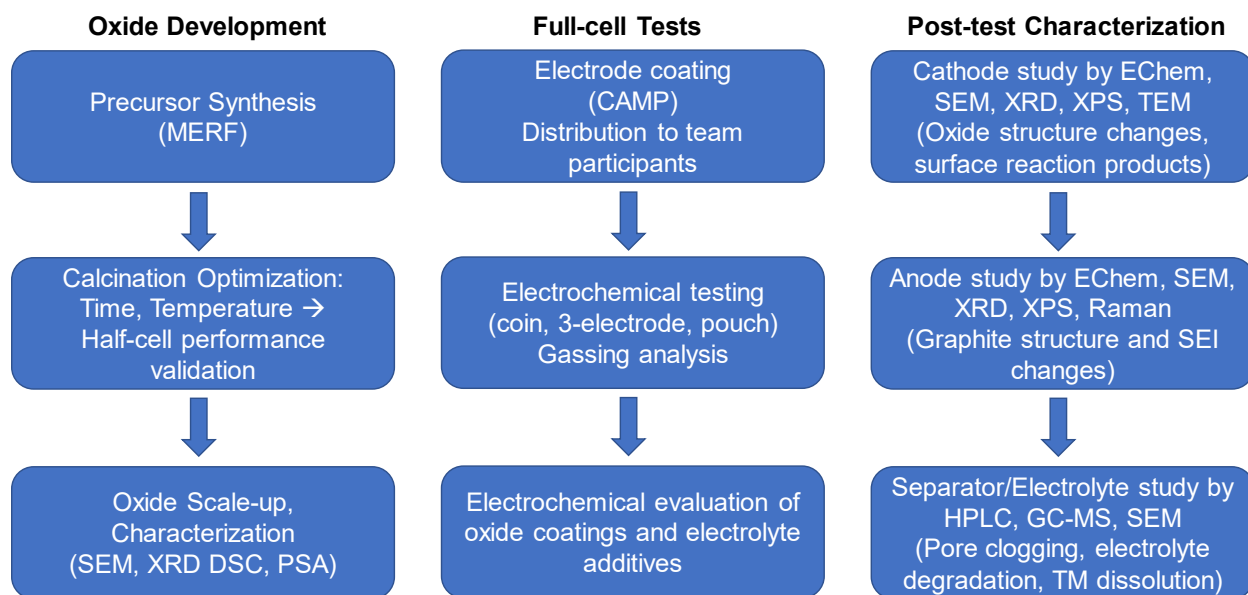 Oxide Development
Precursor Synthesis
(MERF)
Calcination Optimization:
Time, Temperature →
Half-cell performance
validation
Oxide Scale-up,
Characterization
(SEM, XRD DSC, PSA)
Full-cell Tests
Electrode coating
(CAMP)
Distribution to team
participants
Electrochemical testing
(coin, 3-electrode, pouch)
Gassing analysis
Electrochemical evaluation of
oxide coatings and electrolyte
additives
Post-test Characterization
Cathode study by EChem,
SEM, XRD, XPS, TEM
(Oxide structure changes,
surface reaction products)
Anode study by EChem, SEM,
XRD, XPS, Raman
(Graphite structure and SEI
changes)
Separator/Electrolyte study by
HPLC, GC-MS, SEM
(Pore clogging, electrolyte
degradation, TM dissolution)